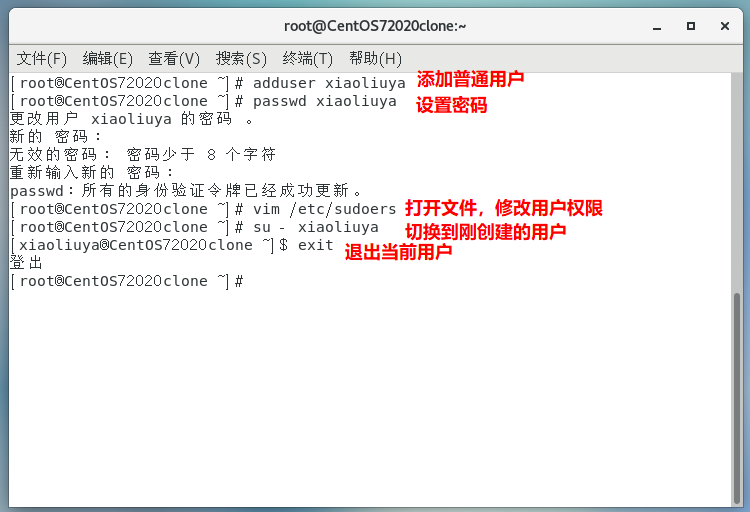 root@CentOS72020clone:~
文件(F) 编辑(E) 查看(V) 搜索(S) 终端(T) 帮助(H)
[root@CentOS72020clone ~]# adduser xiaoliuya 添加普通用户
[root@CentOS72020clone ~]# passwd xiaoliuya 设置密码
更改用户 xiaoliuya 的密码 。
新的 密码：
无效的密码： 密码少于 8 个字符
重新输入新的 密码：
passwd：所有的身份验证令牌已经成功更新。
[root@CentOS72020clone ~]# vim /etc/sudoers 打开文件，修改用户权限
[root@CentOS72020clone ~]# su - xiaoliuya 切换到刚创建的用户
[xiaoliuya@CentOS72020clone ~]$ exit 退出当前用户
登出
[root@CentOS72020clone ~]#